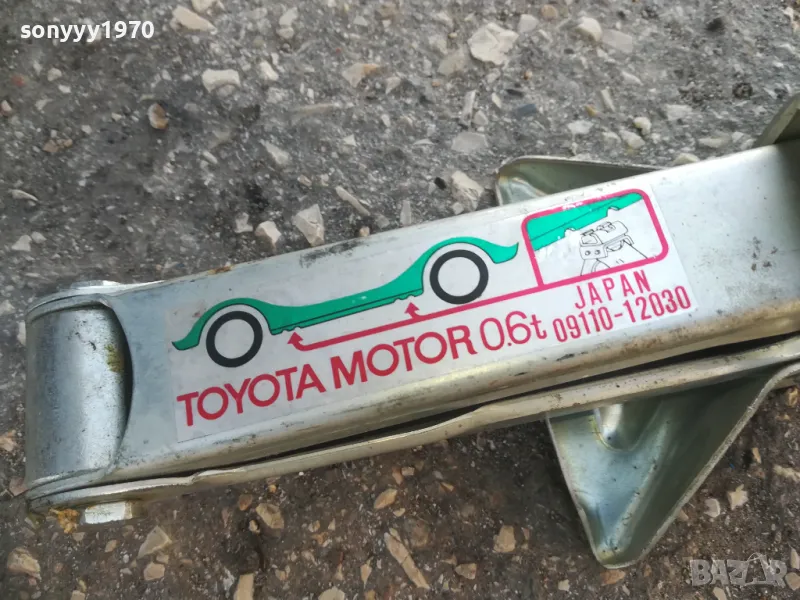 sonyyy1970
TOYOTA MOTOR 0.6t
JAPAN
09110-12030
BAZAR